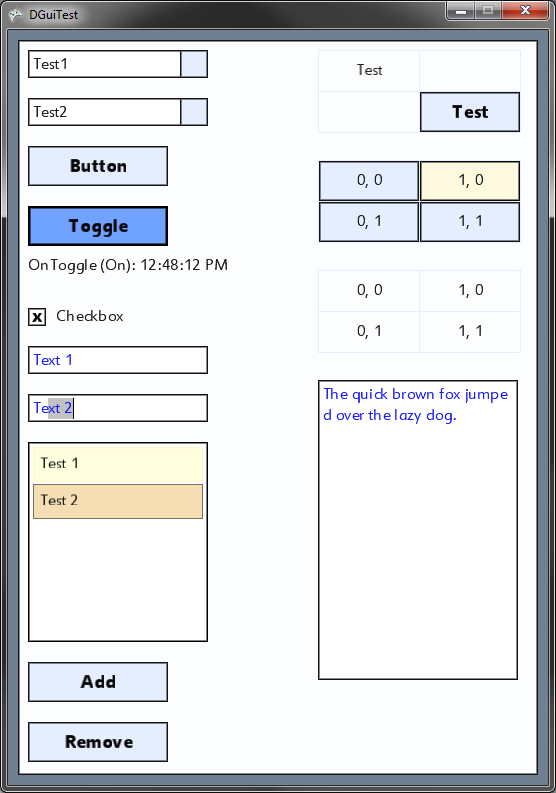 DGuiTest
Test1
Test2
Button
Toggle
OnToggle (On): 12:48:12 PM
x Checkbox
Text 1
Text 2
Test 1
Test 2
Add
Remove
Test
Test
0, 0 1, 0
0, 1 1, 1
0, 0 1, 0
0, 1 1, 1
The quick brown fox jumpe
d over the lazy dog.